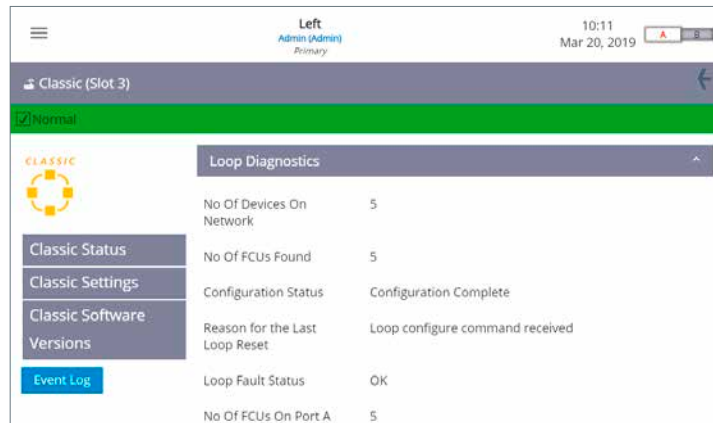 Left
Admin (Admin)
Primary
10:11
Mar 20, 2019
A
B
Classic (Slot 3)
Normal
CLASSIC
Classic Status
Classic Settings
Classic Software
Versions
Event Log
Loop Diagnostics
No Of Devices On
Network
5
No Of FCUs Found
5
Configuration Status
Configuration Complete
Reason for the Last
Loop Reset
Loop configure command received
Loop Fault Status
OK
No Of FCUs On Port A
5